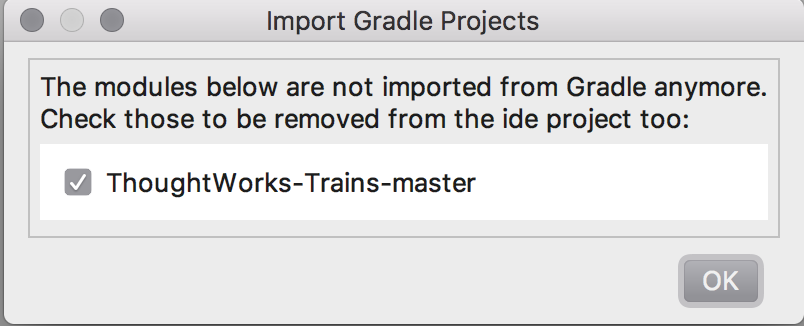 Import Gradle Projects
The modules below are not imported from Gradle anymore.
Check those to be removed from the ide project too:
ThoughtWorks-Trains-master
OK